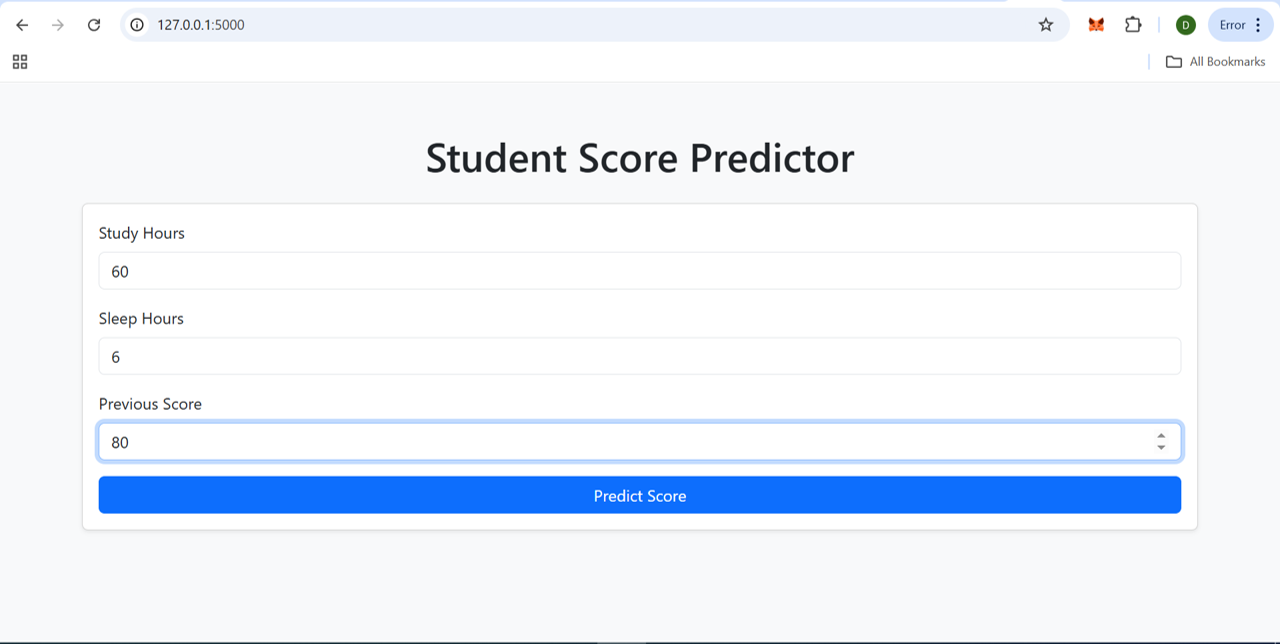 127.0.0.1:5000
D
Error
All Bookmarks
Student Score Predictor
Study Hours
60
Sleep Hours
6
Previous Score
80
Predict Score